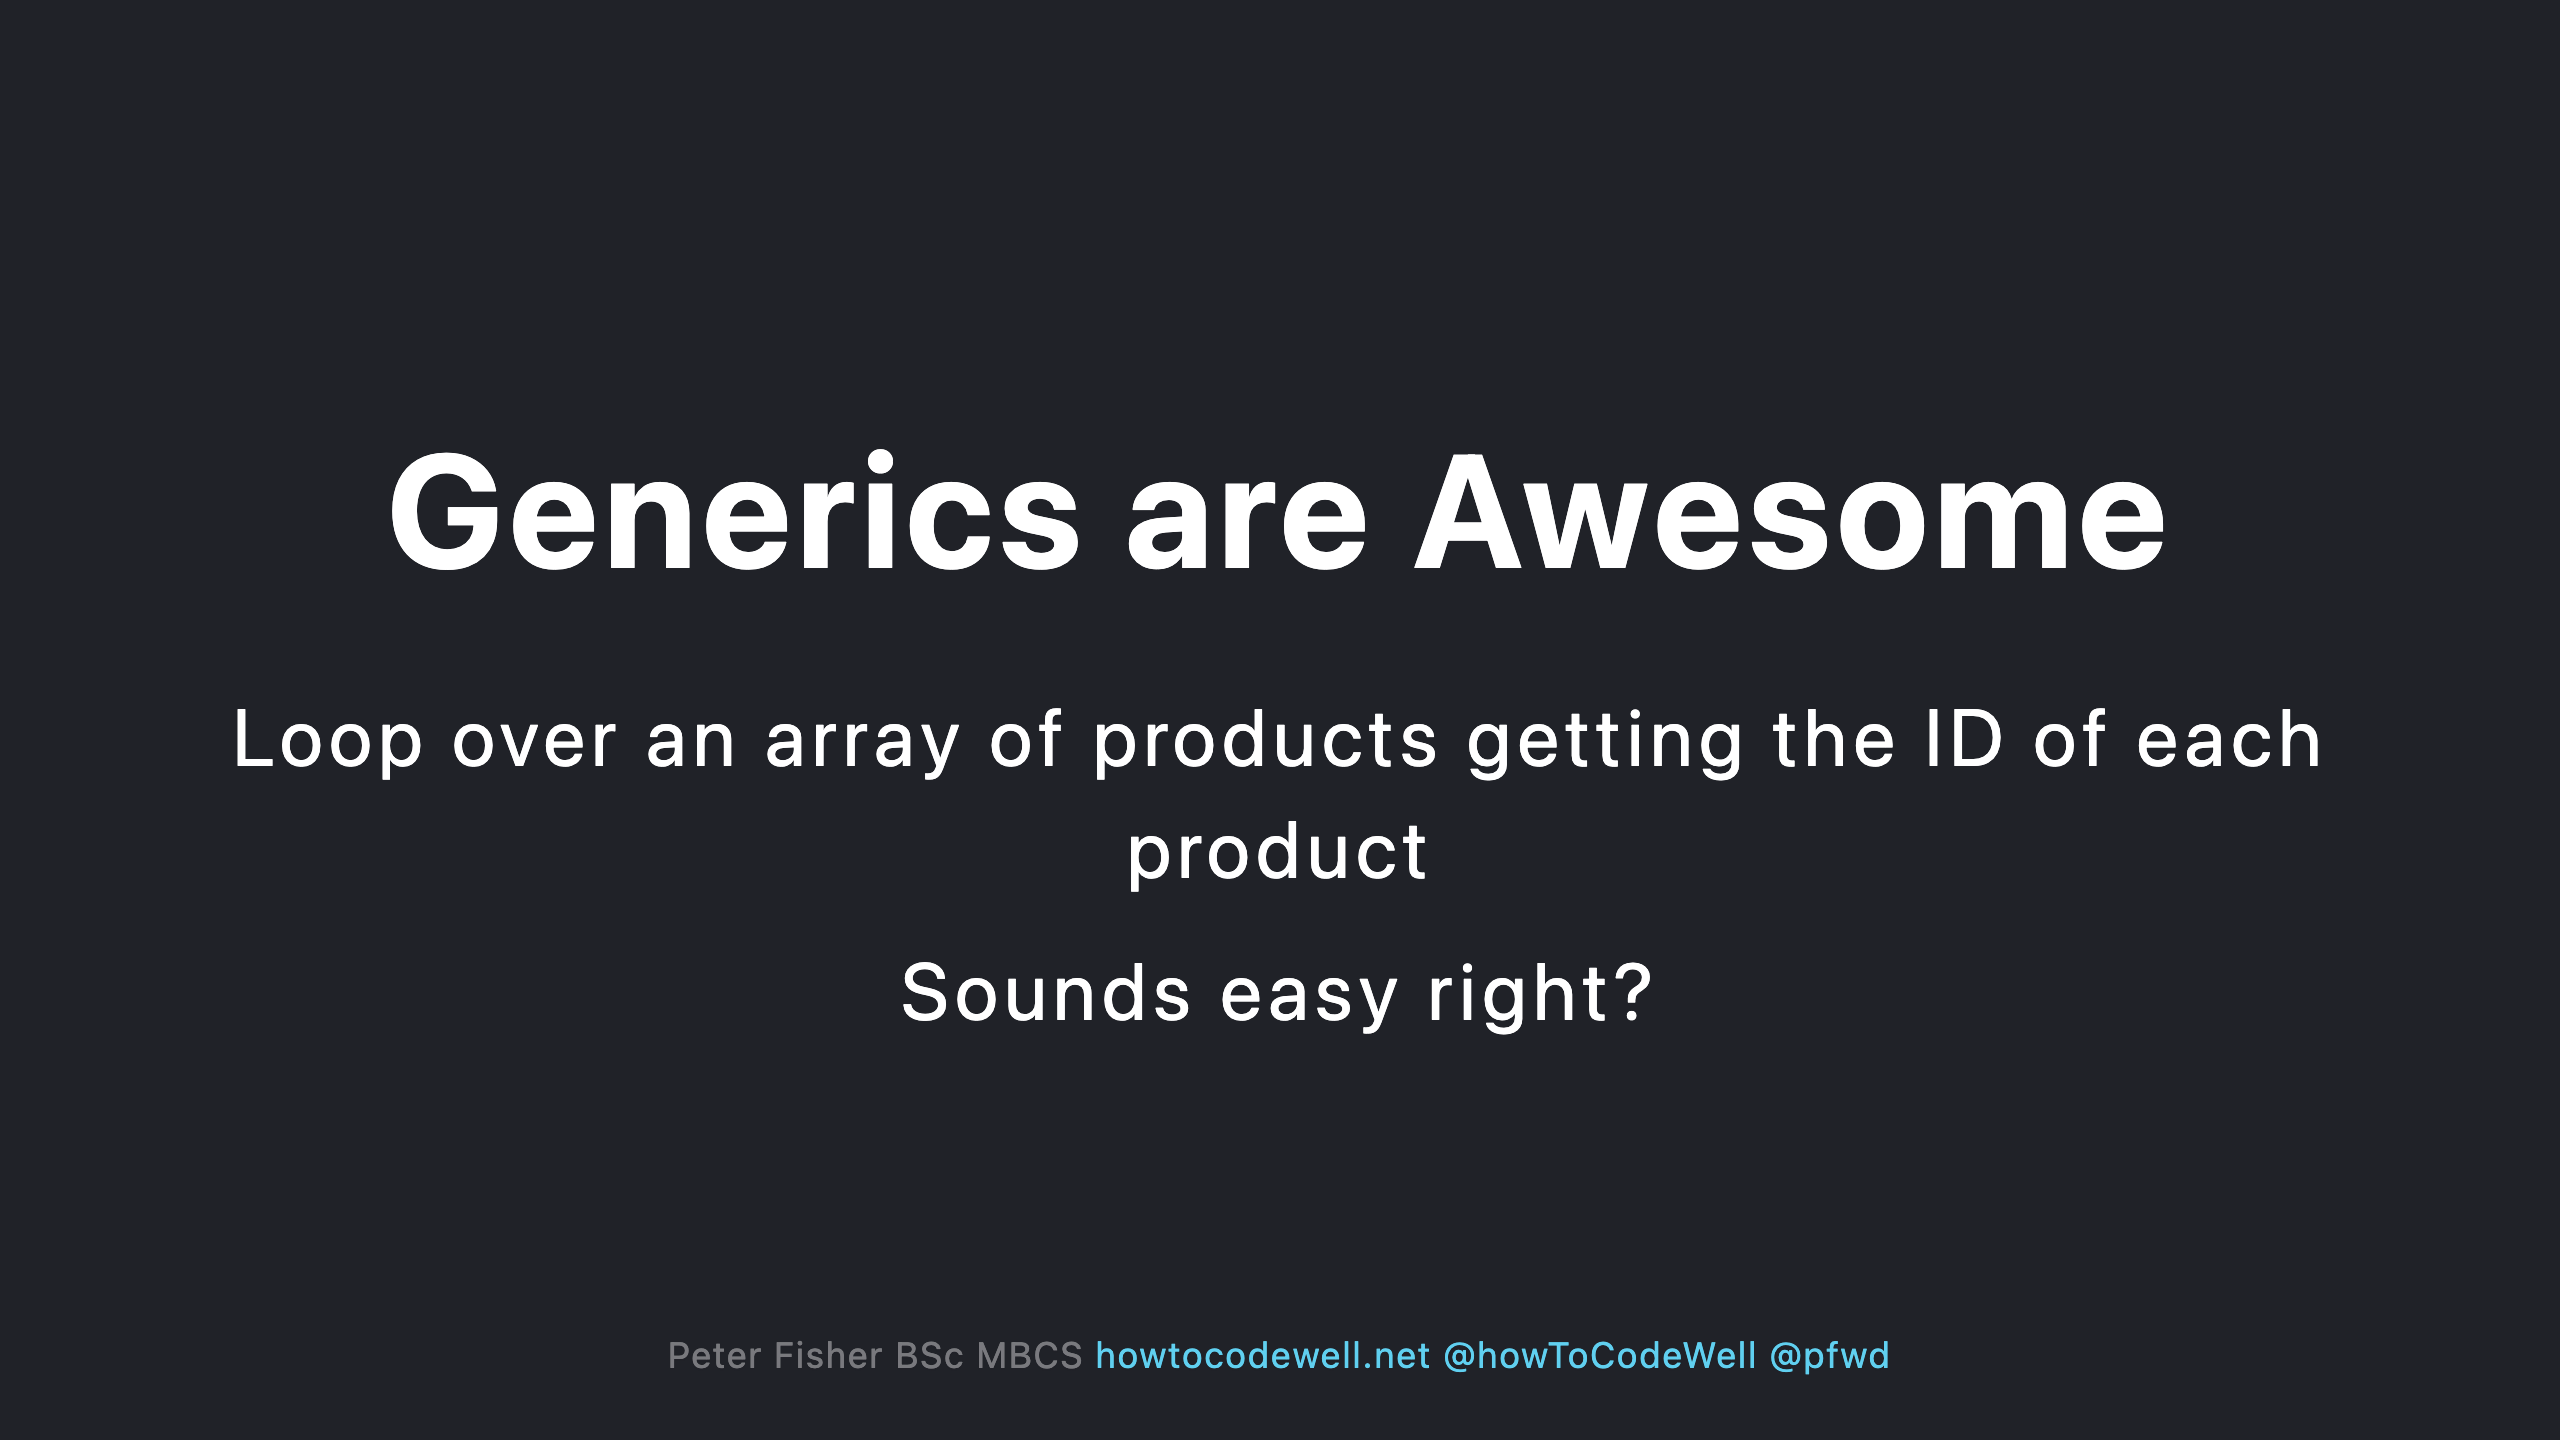 Generics are Awesome
Loop over an array of products getting the ID of each
product
Sounds easy right?
Peter Fisher BSc MBCS howtocodewell.net @howToCodeWell @pfwd